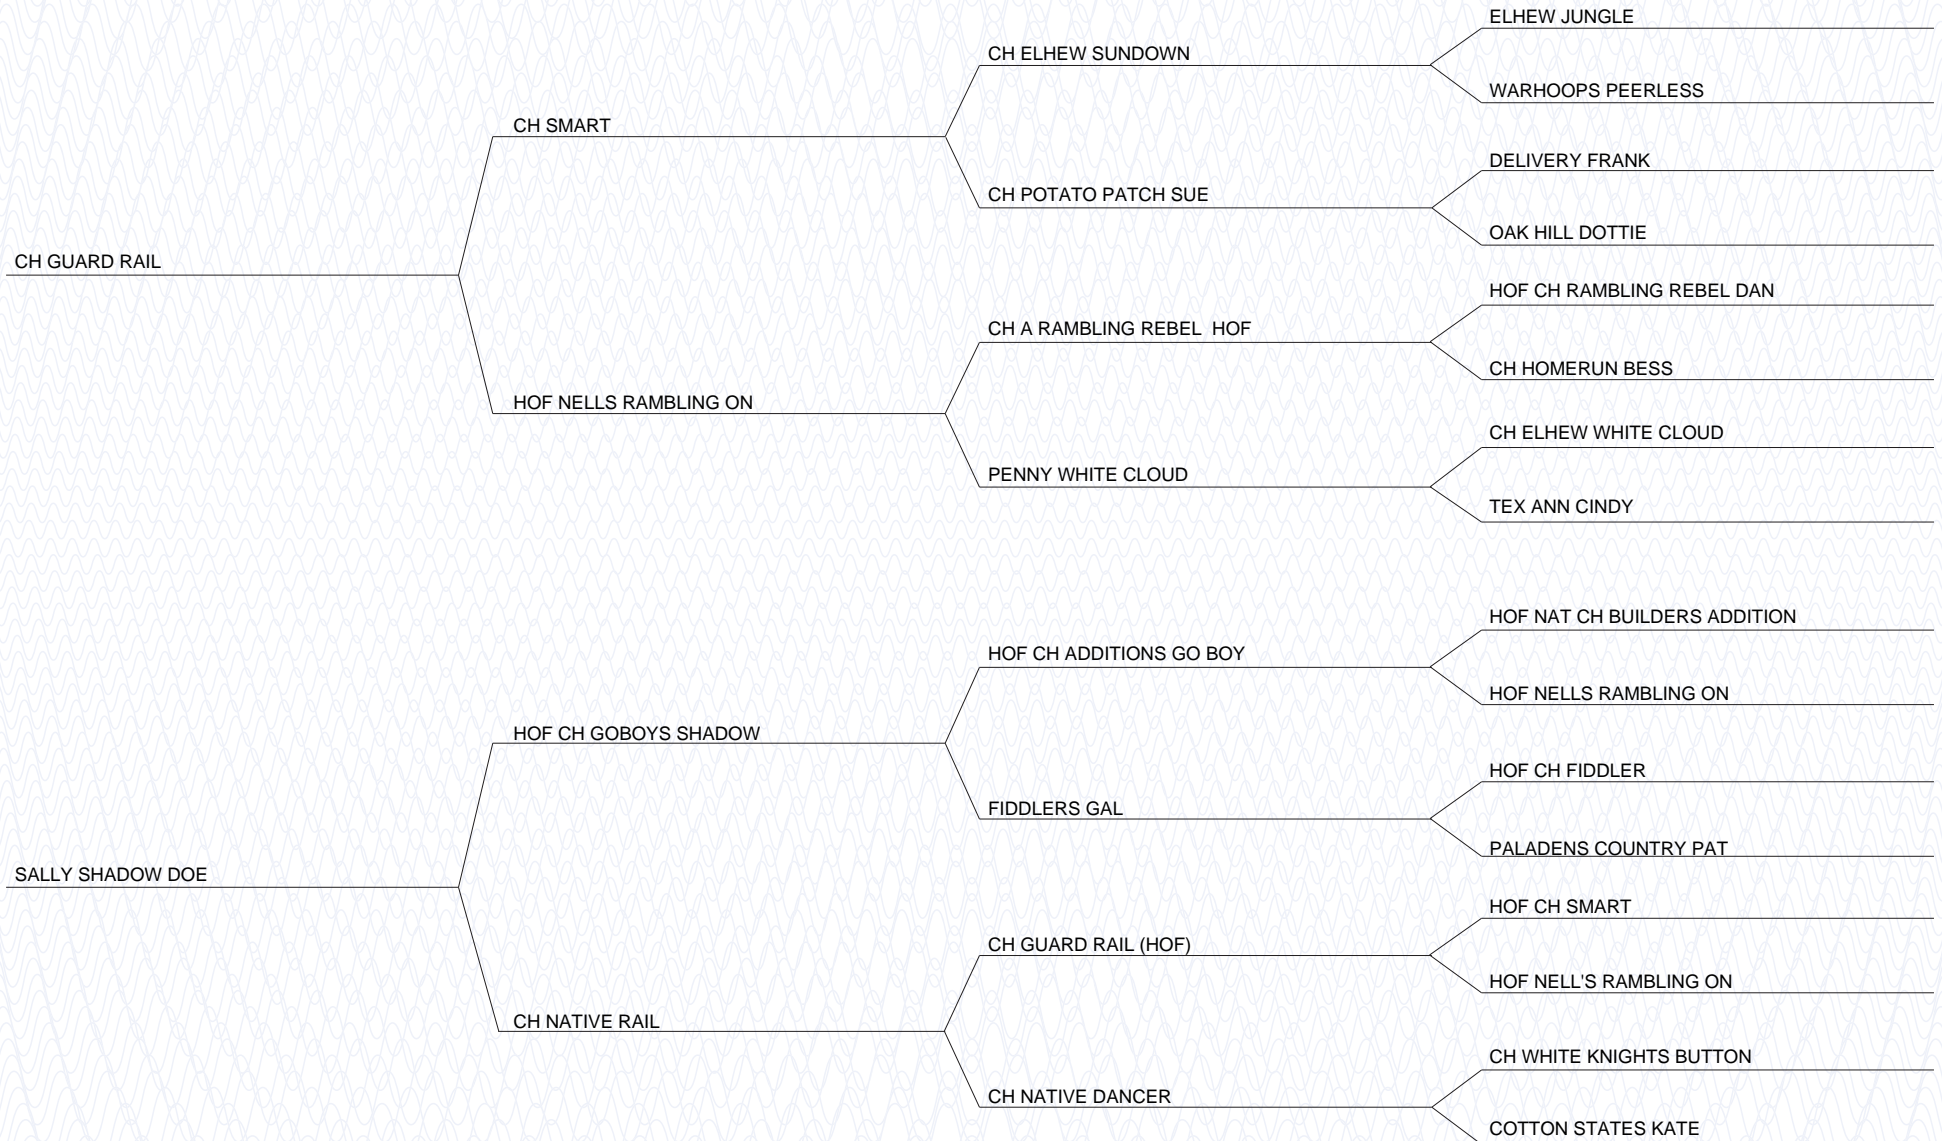 ELHEW JUNGLE
CH ELHEW SUNDOWN
WARHOOPS PEERLESS
CH SMART
DELIVERY FRANK
CH POTATO PATCH SUE
OAK HILL DOTTIE
CH GUARD RAIL
HOF CH RAMBLING REBEL DAN
CH A RAMBLING REBEL  HOF
CH HOMERUN BESS
HOF NELLS RAMBLING ON
CH ELHEW WHITE CLOUD
PENNY WHITE CLOUD
TEX ANN CINDY
HOF NAT CH BUILDERS ADDITION
HOF CH ADDITIONS GO BOY
HOF NELLS RAMBLING ON
HOF CH GOBOYS SHADOW
HOF CH FIDDLER
FIDDLERS GAL
PALADENS COUNTRY PAT
SALLY SHADOW DOE
HOF CH SMART
CH GUARD RAIL (HOF)
HOF NELL'S RAMBLING ON
CH NATIVE RAIL
CH WHITE KNIGHTS BUTTON
CH NATIVE DANCER
COTTON STATES KATE